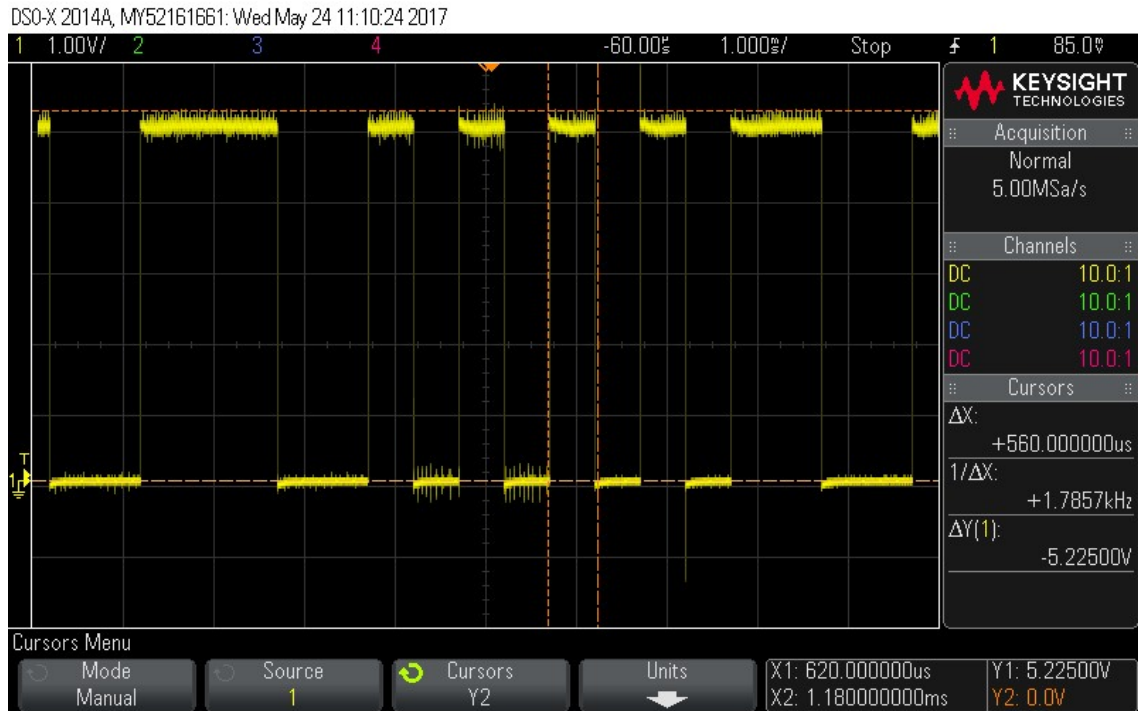 DSO-X 2014A, MY52161661: Wed May 24 11:10:24 2017
1 1.00V/ 2 3 4 -60.00µs 1.000ms/ Stop 1 85.0V
KEYSIGHT
TECHNOLOGIES
Acquisition
Normal
5.00MSa/s
Channels
DC 10.0:1
DC 10.0:1
DC 10.0:1
DC 10.0:1
Cursors
ΔX:
+560.000000us
1/ΔX:
+1.7857kHz
ΔY(1):
-5.22500V
T
1
Cursors Menu
Mode
Manual
Source
1
Cursors
Y2
Units
X1: 620.000000us
X2: 1.180000000ms
Y1: 5.22500V
Y2: 0.0V